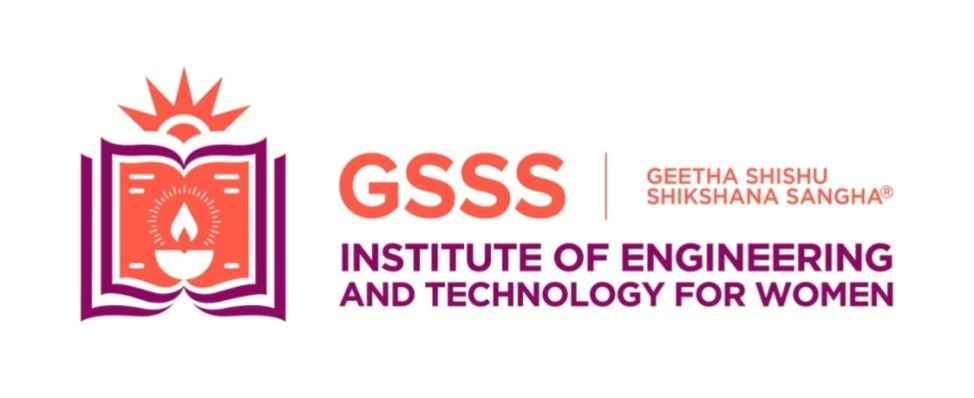 GSSS
GEETHA SHISHU
SHIKSHANA SANGHA®
INSTITUTE OF ENGINEERING
AND TECHNOLOGY FOR WOMEN